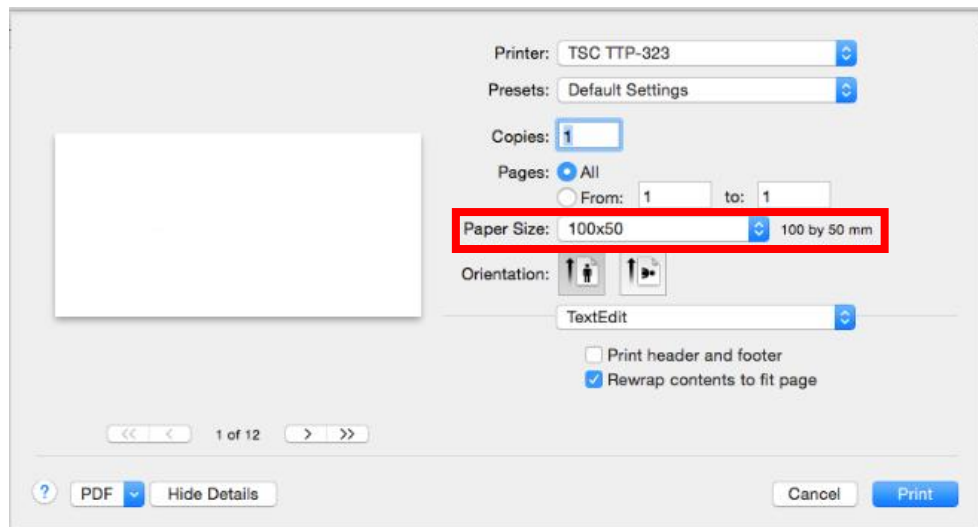 Printer: TSC TTP-323
Presets: Default Settings
Copies: 1
Pages: All
From: 1 to: 1
Paper Size: 100x50 100 by 50 mm
Orientation:
TextEdit
Print header and footer
Rewrap contents to fit page
<< < 1 of 12 > >>
? PDF Hide Details Cancel Print